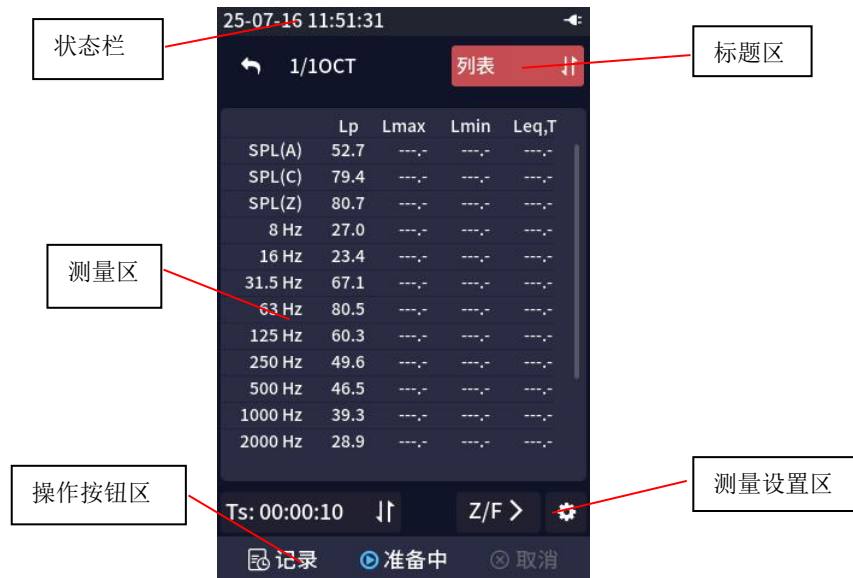 25-07-16 11:51:31
状态栏
标题区
1/1OCT 列表
Lp Lmax Lmin Leq,T
SPL(A) 52.7 ---.- ---.- ---.-
SPL(C) 79.4 ---.- ---.- ---.-
SPL(Z) 80.7 ---.- ---.- ---.-
8 Hz 27.0 ---.- ---.- ---.-
16 Hz 23.4 ---.- ---.- ---.-
测量区
31.5 Hz 67.1 ---.- ---.- ---.-
63 Hz 80.5 ---.- ---.- ---.-
125 Hz 60.3 ---.- ---.- ---.-
250 Hz 49.6 ---.- ---.- ---.-
500 Hz 46.5 ---.- ---.- ---.-
1000 Hz 39.3 ---.- ---.- ---.-
2000 Hz 28.9 ---.- ---.- ---.-
操作按钮区
测量设置区
Ts: 00:00:10 Z/F >
记录 准备中 取消